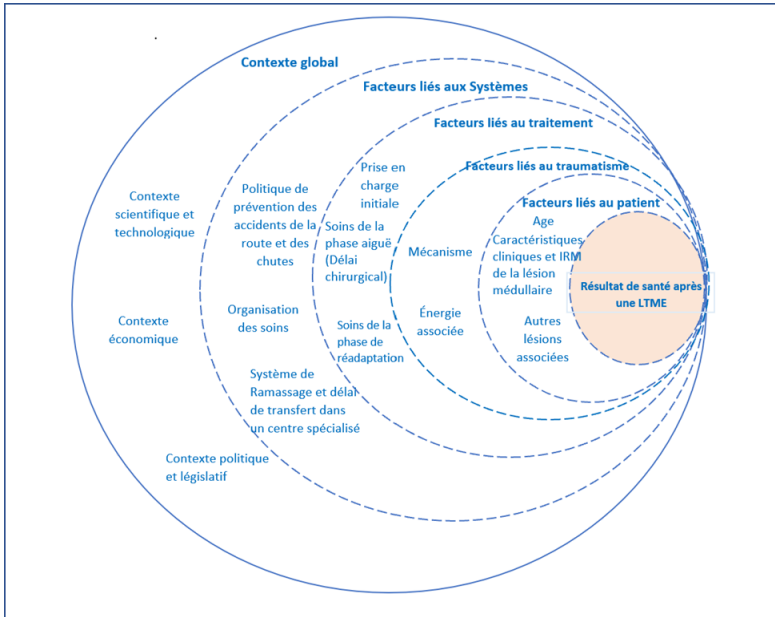 Contexte global
Facteurs liés aux Systèmes
Facteurs liés au traitement
Facteurs liés au traumatisme
Facteurs liés au patient
Contexte
scientifique et
technologique
Contexte
économique
Contexte politique
et législatif
Politique de
prévention des
accidents de la
route et des
chutes
Organisation
des soins
Système de
Ramassage et délai
de transfert dans
un centre spécialisé
Prise en
charge
initiale
Soins de la
phase aiguë
(Délai
chirurgical)
Soins de la
phase de
réadaptation
Mécanisme
Énergie
associée
Age
Caractéristiques
cliniques et IRM
de la lésion
médullaire
Autres
lésions
associées
Résultat de santé après
une LTME